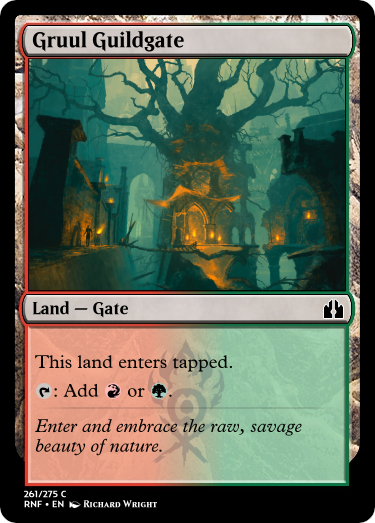 Gruul Guildgate
Land — Gate
This land enters tapped.
: Add or .
Enter and embrace the raw, savage
beauty of nature.
261/275 C
RNF • EN Richard Wright